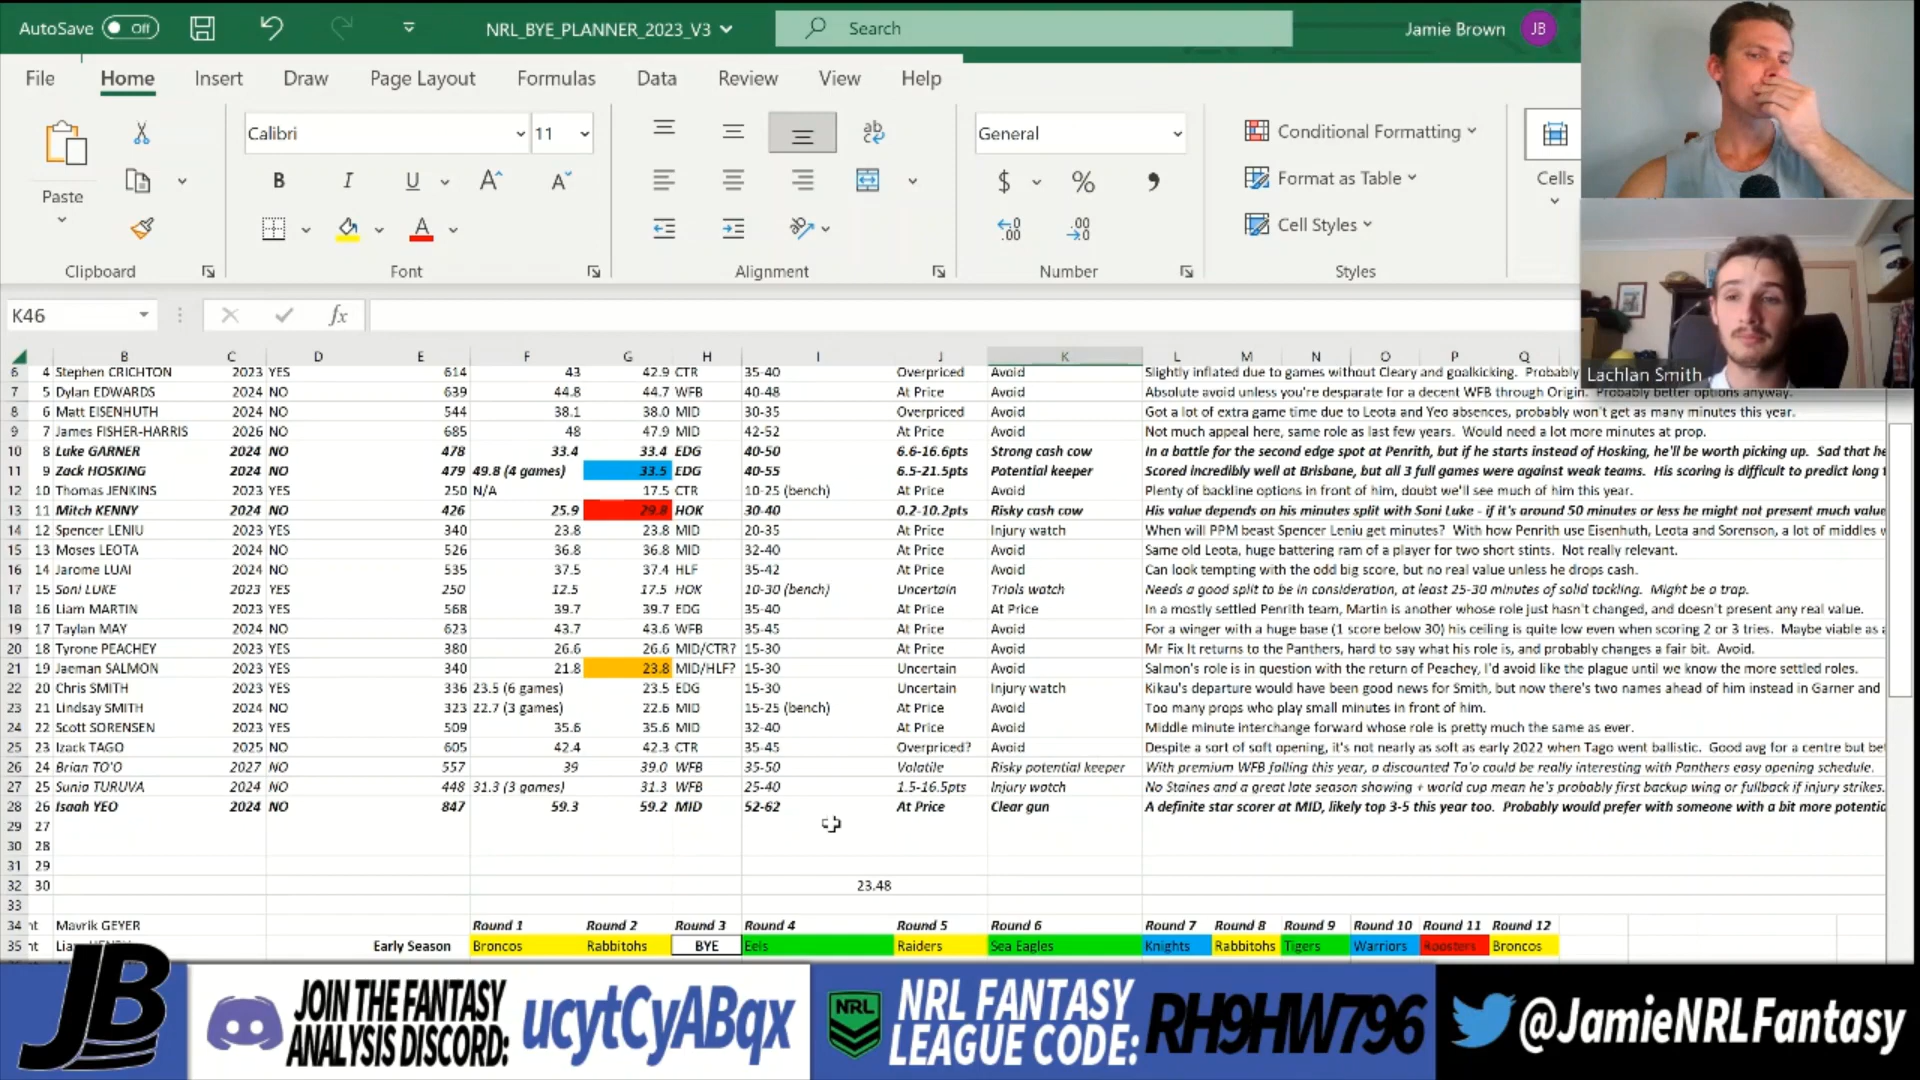 AutoSave Off NRL_BYE_PLANNER_2023_V3 Search Jamie Brown JB
File Home Insert Draw Page Layout Formulas Data Review View Help
Calibri 11 General Conditional Formatting
Paste B I U A A $ % Format as Table Cells
Cell Styles
Clipboard Font Alignment Number Styles
K46 fx
B C D E F G H I J K L M N O P Q
Lachlan Smith
6 4 Stephen CRICHTON 2023 YES 614 43 42.9 CTR 35-40 Overpriced Avoid Slightly inflated due to games without Cleary and goalkicking. Probably
7 5 Dylan EDWARDS 2024 NO 639 44.8 44.7 WFB 40-48 At Price Avoid Absolute avoid unless you're desparate for a decent WFB through Origin. Probably better options anyway.
8 6 Matt EISENHUTH 2024 NO 544 38.1 38.0 MID 30-35 Overpriced Avoid Got a lot of extra game time due to Leota and Yeo absences, probably won't get as many minutes this year.
9 7 James FISHER-HARRIS 2026 NO 685 48 47.9 MID 42-52 At Price Avoid Not much appeal here, same role as last few years. Would need a lot more minutes at prop.
10 8 Luke GARNER 2024 NO 478 33.4 33.4 EDG 40-50 6.6-16.6pts Strong cash cow In a battle for the second edge spot at Penrith, but if he starts instead of Hosking, he'll be worth picking up. Sad that he
11 9 Zack HOSKING 2024 NO 479 49.8 (4 games) 33.5 EDG 40-55 6.5-21.5pts Potential keeper Scored incredibly well at Brisbane, but all 3 full games were against weak teams. His scoring is difficult to predict long
12 10 Thomas JENKINS 2023 YES 250 N/A 17.5 CTR 10-25 (bench) At Price Avoid Plenty of backline options in front of him, doubt we'll see much of him this year.
13 11 Mitch KENNY 2024 NO 426 25.9 29.8 HOK 30-40 0.2-10.2pts Risky cash cow His value depends on his minutes split with Soni Luke - if it's around 50 minutes or less he might not present much value
14 12 Spencer LENIU 2023 YES 340 23.8 23.8 MID 20-35 At Price Injury watch When will PPM beast Spencer Leniu get minutes? With how Penrith use Eisenhuth, Leota and Sorenson, a lot of middles
15 13 Moses LEOTA 2024 NO 526 36.8 36.8 MID 32-40 At Price Avoid Same old Leota, huge battering ram of a player for two short stints. Not really relevant.
16 14 Jarome LUAI 2024 NO 535 37.5 37.4 HLF 35-42 At Price Avoid Can look tempting with the odd big score, but no real value unless he drops cash.
17 15 Soni LUKE 2023 YES 250 12.5 17.5 HOK 10-30 (bench) Uncertain Trials watch Needs a good split to be in consideration, at least 25-30 minutes of solid tackling. Might be a trap.
18 16 Liam MARTIN 2023 YES 568 39.7 39.7 EDG 35-40 At Price At Price In a mostly settled Penrith team, Martin is another whose role just hasn't changed, and doesn't present any real value.
19 17 Taylan MAY 2024 NO 623 43.7 43.6 WFB 35-45 At Price Avoid For a winger with a huge base (1 score below 30) his ceiling is quite low even when scoring 2 or 3 tries. Maybe viable as
20 18 Tyrone PEACHEY 2023 YES 380 26.6 26.6 MID/CTR? 15-30 At Price Avoid Mr Fix It returns to the Panthers, hard to say what his role is, and probably changes a fair bit. Avoid.
21 19 Jaeman SALMON 2023 YES 340 21.8 23.8 MID/HLF? 15-30 Uncertain Avoid Salmon's role is in question with the return of Peachey, I'd avoid like the plague until we know the more settled roles.
22 20 Chris SMITH 2023 YES 336 23.5 (6 games) 23.5 EDG 15-30 Uncertain Injury watch Kikau's departure would have been good news for Smith, but now there's two names ahead of him instead in Garner and
23 21 Lindsay SMITH 2024 NO 323 22.7 (3 games) 22.6 MID 15-25 (bench) At Price Avoid Too many props who play small minutes in front of him.
24 22 Scott SORENSEN 2023 YES 509 35.6 35.6 MID 32-40 At Price Avoid Middle minute interchange forward whose role is pretty much the same as ever.
25 23 Izack TAGO 2025 NO 605 42.4 42.3 CTR 35-45 Overpriced? Avoid Despite a sort of soft opening, it's not nearly as soft as early 2022 when Tago went ballistic. Good avg for a centre but
26 24 Brian TO'O 2027 NO 557 39 39.0 WFB 35-50 Volatile Risky potential keeper With premium WFB falling this year, a discounted To'o could be really interesting with Panthers easy opening schedule.
27 25 Sunia TURUVA 2024 NO 448 31.3 (3 games) 31.3 WFB 25-40 1.5-16.5pts Injury watch No Staines and a great late season showing + world cup mean he's probably first backup wing or fullback if injury strikes.
28 26 Isaah YEO 2024 NO 847 59.3 59.2 MID 52-62 At Price Clear gun A definite star scorer at MID, likely top 3-5 this year too. Probably would prefer with someone with a bit more
29 27
30 28
31 29
32 30 23.48
33
34 nt Mavrik GEYER Round 1 Round 2 Round 3 Round 4 Round 5 Round 6 Round 7 Round 8 Round 9 Round 10 Round 11 Round 12
35 nt Early Season Broncos Rabbitohs BYE Eels Raiders Sea Eagles Knights Rabbitohs Tigers Warriors Roosters Broncos
JB JOIN THE FANTASY ANALYSIS DISCORD: ucytCyABqx NRL NRL FANTASY LEAGUE CODE: RH9HW796 @JamieNRLFantasy